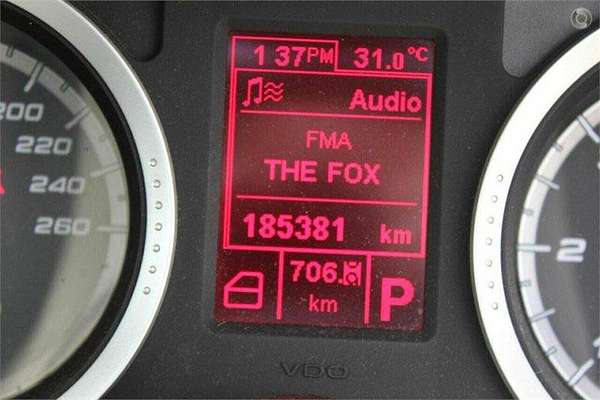 1 37PM 31.0°C
Audio
FMA
THE FOX
185381 km
706.
km
P
VDO
200
220
240
260
2